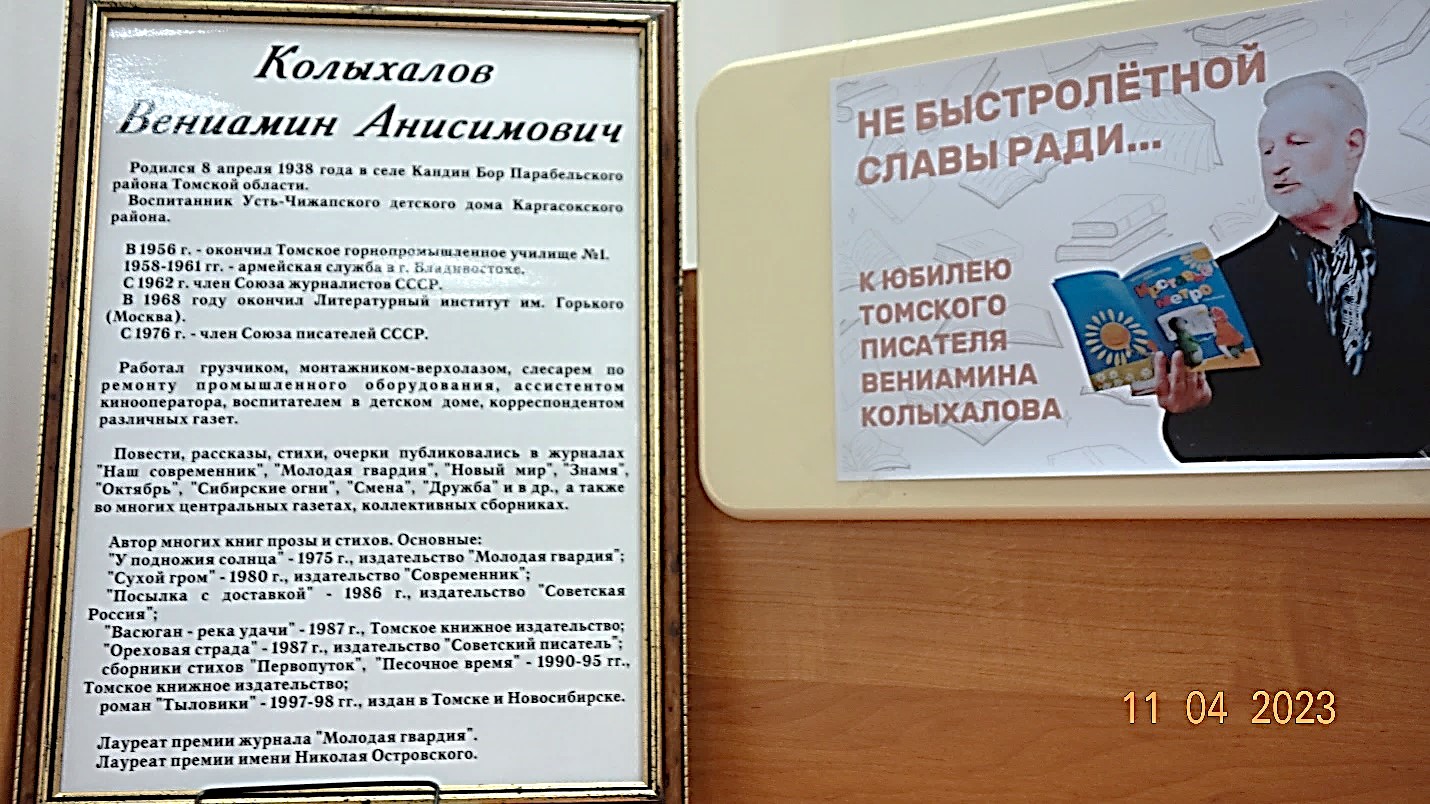 Колыхалов
Вениамин Анисимович
Родился 8 апреля 1938 года в селе Кандин Бор Парабельского
района Томской области.
Воспитанник Усть-Чижапского детского дома Каргасокского
района.
В 1956 г. - окончил Томское горнопромышленное училище №1.
1958-1961 гг. - армейская служба в г. Владивостоке.
С 1962 г. член Союза журналистов СССР.
В 1968 году окончил Литературный институт им. Горького
(Москва).
С 1976 г. - член Союза писателей СССР.
Работал грузчиком, монтажником-верхолазом, слесарем по
ремонту промышленного оборудования, ассистентом
кинооператора, воспитателем в детском доме, корреспондентом
различных газет.
Повести, рассказы, стихи, очерки публиковались в журналах
"Наш современник", "Молодая гвардия", "Новый мир", "Знамя",
"Октябрь", "Сибирские огни", "Смена", "Дружба" и в др., а также
во многих центральных газетах, коллективных сборниках.
Автор многих книг прозы и стихов. Основные:
"У подножия солнца" - 1975 г., издательство "Молодая гвардия";
"Сухой гром" - 1980 г., издательство "Современник";
"Посылка с доставкой" - 1986 г., издательство "Советская
Россия";
"Васюган - река удачи" - 1987 г., Томское книжное издательство;
"Ореховая страда" - 1987 г., издательство "Советский писатель";
сборники стихов "Первопуток", "Песочное время" - 1990-95 гг.,
Томское книжное издательство;
роман "Тыловики" - 1997-98 гг., издан в Томске и Новосибирске.
Лауреат премии журнала "Молодая гвардия".
Лауреат премии имени Николая Островского.
НЕ БЫСТРОЛЁТНОЙ
СЛАВЫ РАДИ...
К ЮБИЛЕЮ
ТОМСКОГО
ПИСАТЕЛЯ
ВЕНИАМИНА
КОЛЫХАЛОВА
метро
11 04 2023